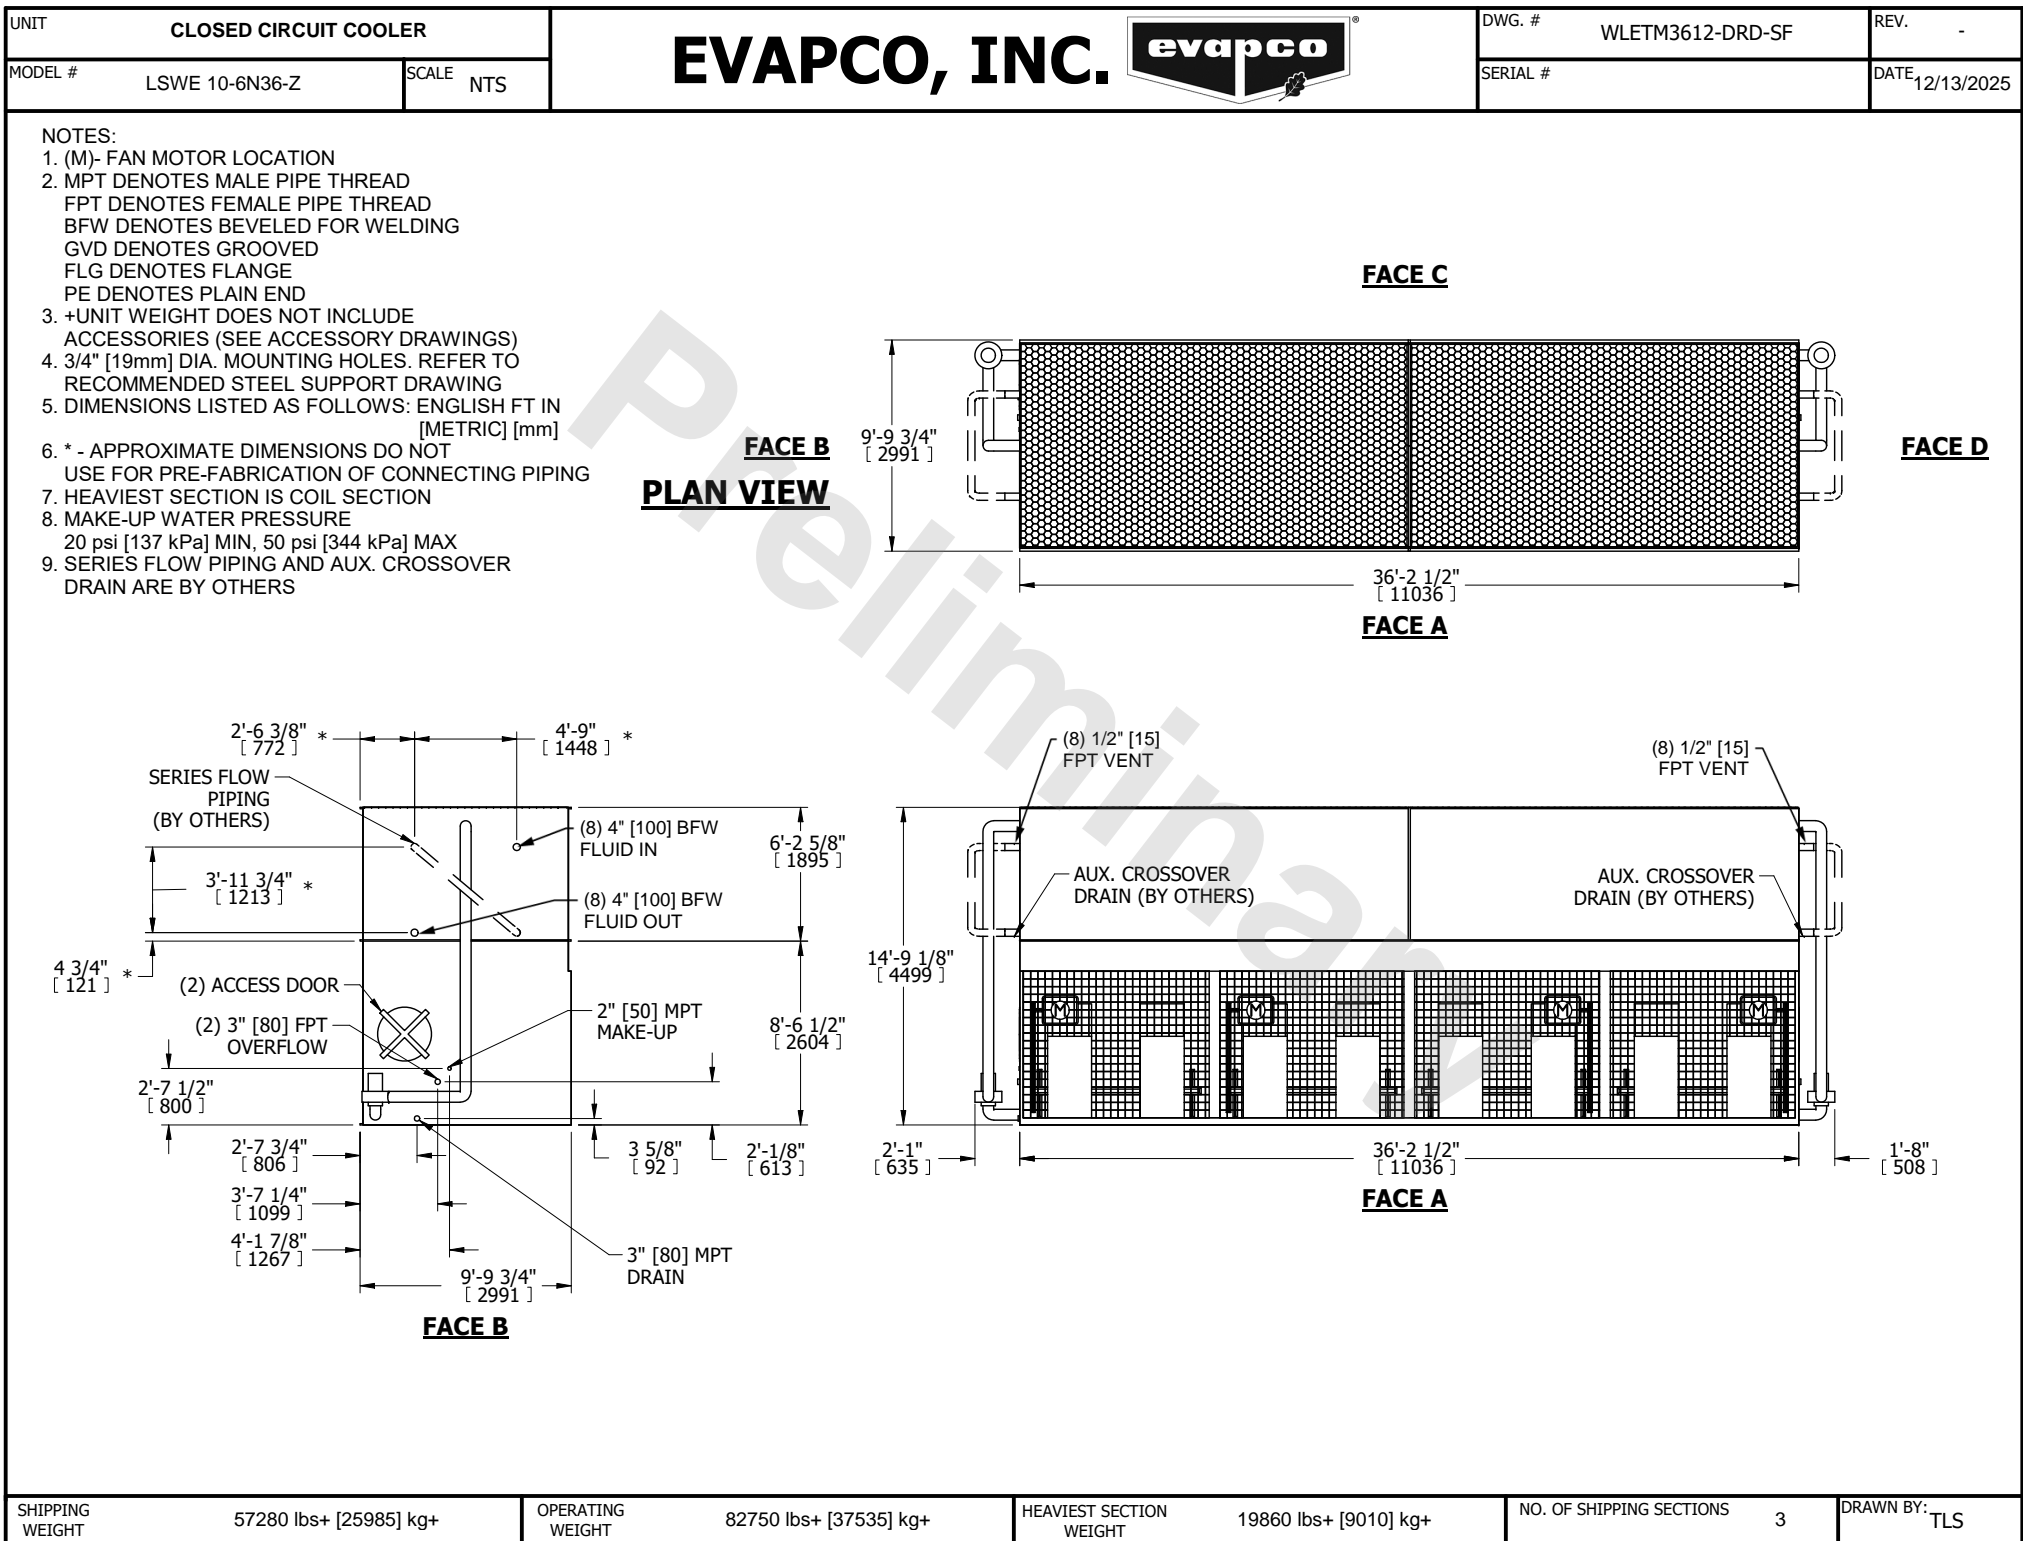 UNIT
CLOSED CIRCUIT COOLER
MODEL #
LSWE 10-6N36-Z
SCALE
NTS
EVAPCO, INC.
evapco
®
DWG. #
WLETM3612-DRD-SF
REV.
-
SERIAL #
DATE
12/13/2025
NOTES:
1. (M)- FAN MOTOR LOCATION
2. MPT DENOTES MALE PIPE THREAD
FPT DENOTES FEMALE PIPE THREAD
BFW DENOTES BEVELED FOR WELDING
GVD DENOTES GROOVED
FLG DENOTES FLANGE
PE DENOTES PLAIN END
3. +UNIT WEIGHT DOES NOT INCLUDE
ACCESSORIES (SEE ACCESSORY DRAWINGS)
4. 3/4" [19mm] DIA. MOUNTING HOLES. REFER TO
RECOMMENDED STEEL SUPPORT DRAWING
5. DIMENSIONS LISTED AS FOLLOWS: ENGLISH FT IN
[METRIC] [mm]
6. * - APPROXIMATE DIMENSIONS DO NOT
USE FOR PRE-FABRICATION OF CONNECTING PIPING
7. HEAVIEST SECTION IS COIL SECTION
8. MAKE-UP WATER PRESSURE
20 psi [137 kPa] MIN, 50 psi [344 kPa] MAX
9. SERIES FLOW PIPING AND AUX. CROSSOVER
DRAIN ARE BY OTHERS
Preliminary
FACE C
FACE B
PLAN VIEW
9'-9 3/4"
[ 2991 ]
FACE D
36'-2 1/2"
[ 11036 ]
FACE A
2'-6 3/8" *
[ 772 ]
4'-9" *
[ 1448 ]
SERIES FLOW
PIPING
(BY OTHERS)
(8) 4" [100] BFW
FLUID IN
6'-2 5/8"
[ 1895 ]
3'-11 3/4" *
[ 1213 ]
(8) 4" [100] BFW
FLUID OUT
4 3/4" *
[ 121 ]
(2) ACCESS DOOR
(2) 3" [80] FPT
OVERFLOW
2" [50] MPT
MAKE-UP
8'-6 1/2"
[ 2604 ]
2'-7 1/2"
[ 800 ]
2'-7 3/4"
[ 806 ]
3 5/8"
[ 92 ]
2'-1/8"
[ 613 ]
3'-7 1/4"
[ 1099 ]
4'-1 7/8"
[ 1267 ]
3" [80] MPT
DRAIN
9'-9 3/4"
[ 2991 ]
FACE B
(8) 1/2" [15]
FPT VENT
(8) 1/2" [15]
FPT VENT
AUX. CROSSOVER
DRAIN (BY OTHERS)
AUX. CROSSOVER
DRAIN (BY OTHERS)
14'-9 1/8"
[ 4499 ]
M
M
M
M
2'-1"
[ 635 ]
36'-2 1/2"
[ 11036 ]
1'-8"
[ 508 ]
FACE A
SHIPPING
WEIGHT
57280 lbs+ [25985] kg+
OPERATING
WEIGHT
82750 lbs+ [37535] kg+
HEAVIEST SECTION
WEIGHT
19860 lbs+ [9010] kg+
NO. OF SHIPPING SECTIONS
3
DRAWN BY:
TLS